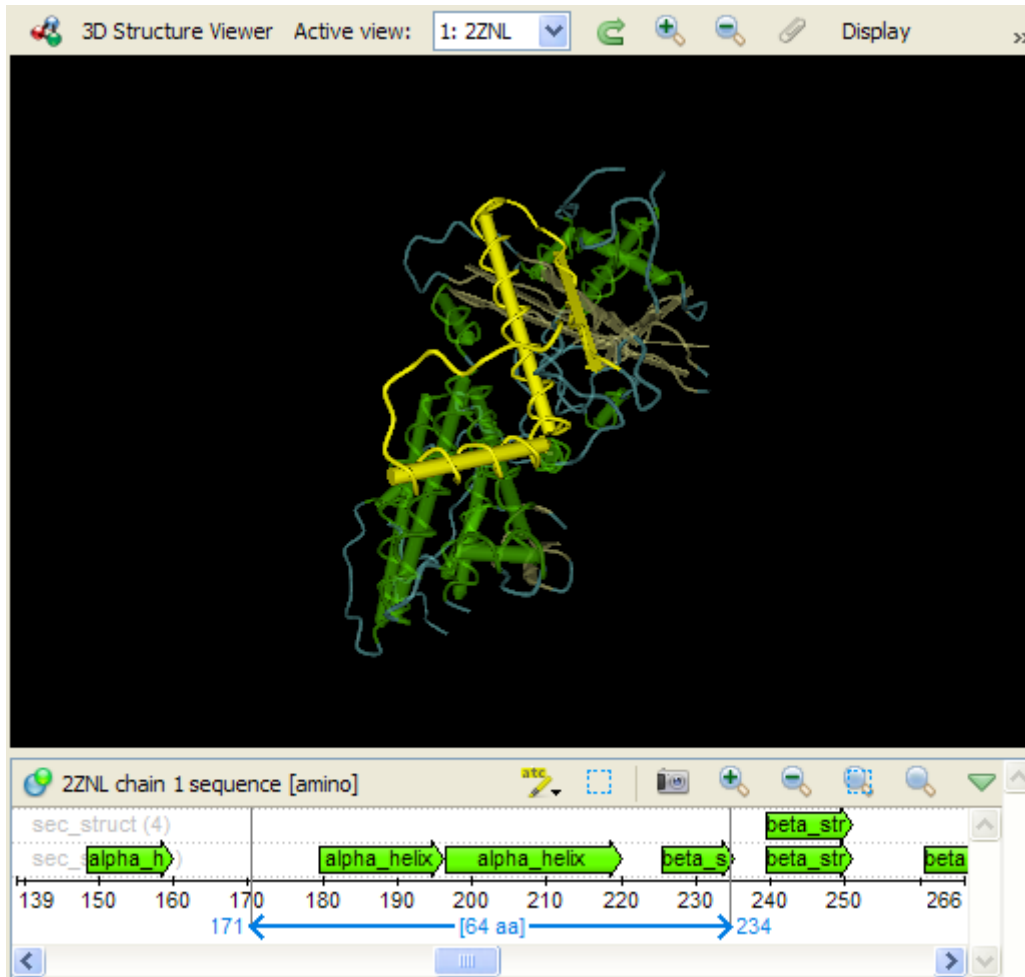 3D Structure Viewer Active view: 1: 2ZNL Display »
2ZNL chain 1 sequence [amino] atc
sec_struct (4) beta_str
alpha_h alpha_helix alpha_helix beta_s beta_str beta
139 150 160 170 180 190 200 210 220 230 240 250 266
171 [64 aa] 234